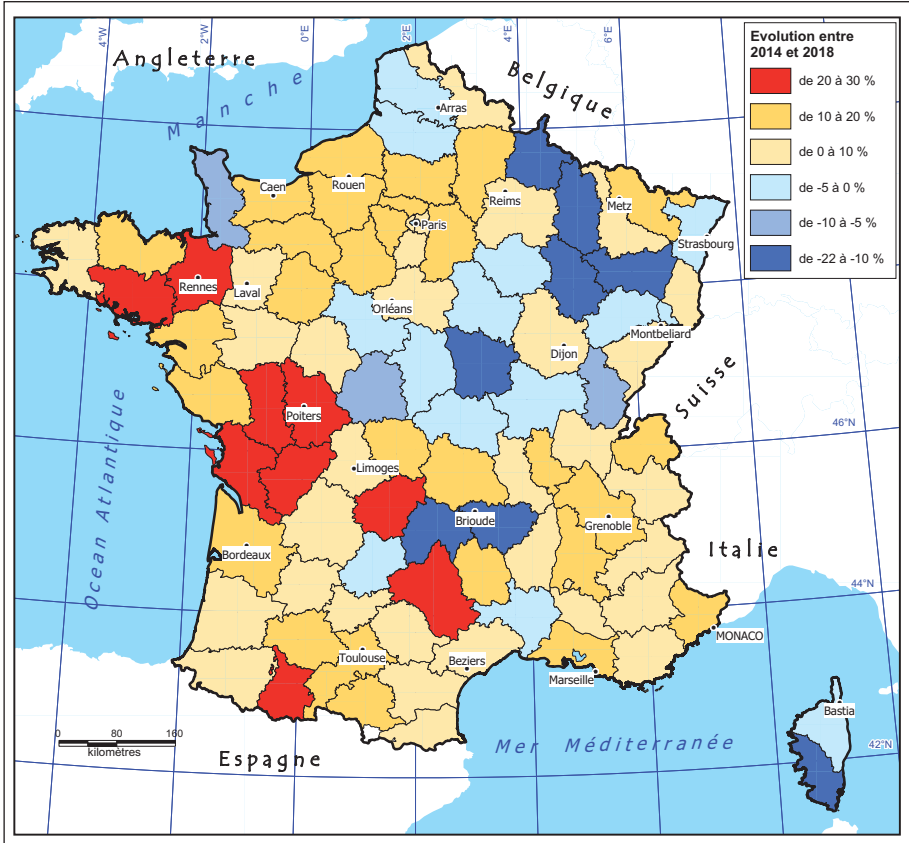 4°W
2°W
0°E
2°E
4°E
6°E
Angleterre
Belgique
Manche
Evolution entre
2014 et 2018
de 20 à 30 %
de 10 à 20 %
de 0 à 10 %
de -5 à 0 %
de -10 à -5 %
de -22 à -10 %
Arras
Caen
Rouen
Reims
Metz
Paris
Strasbourg
Rennes
Laval
Orléans
Montbeliard
Dijon
Suisse
Poiters
46°N
Ocean Atlantique
Limoges
Brioude
Grenoble
Bordeaux
Italie
44°N
MONACO
Toulouse
Beziers
Marseille
Bastia
0 80 160
kilomètres
Espagne
Mer Méditerranée
42°N